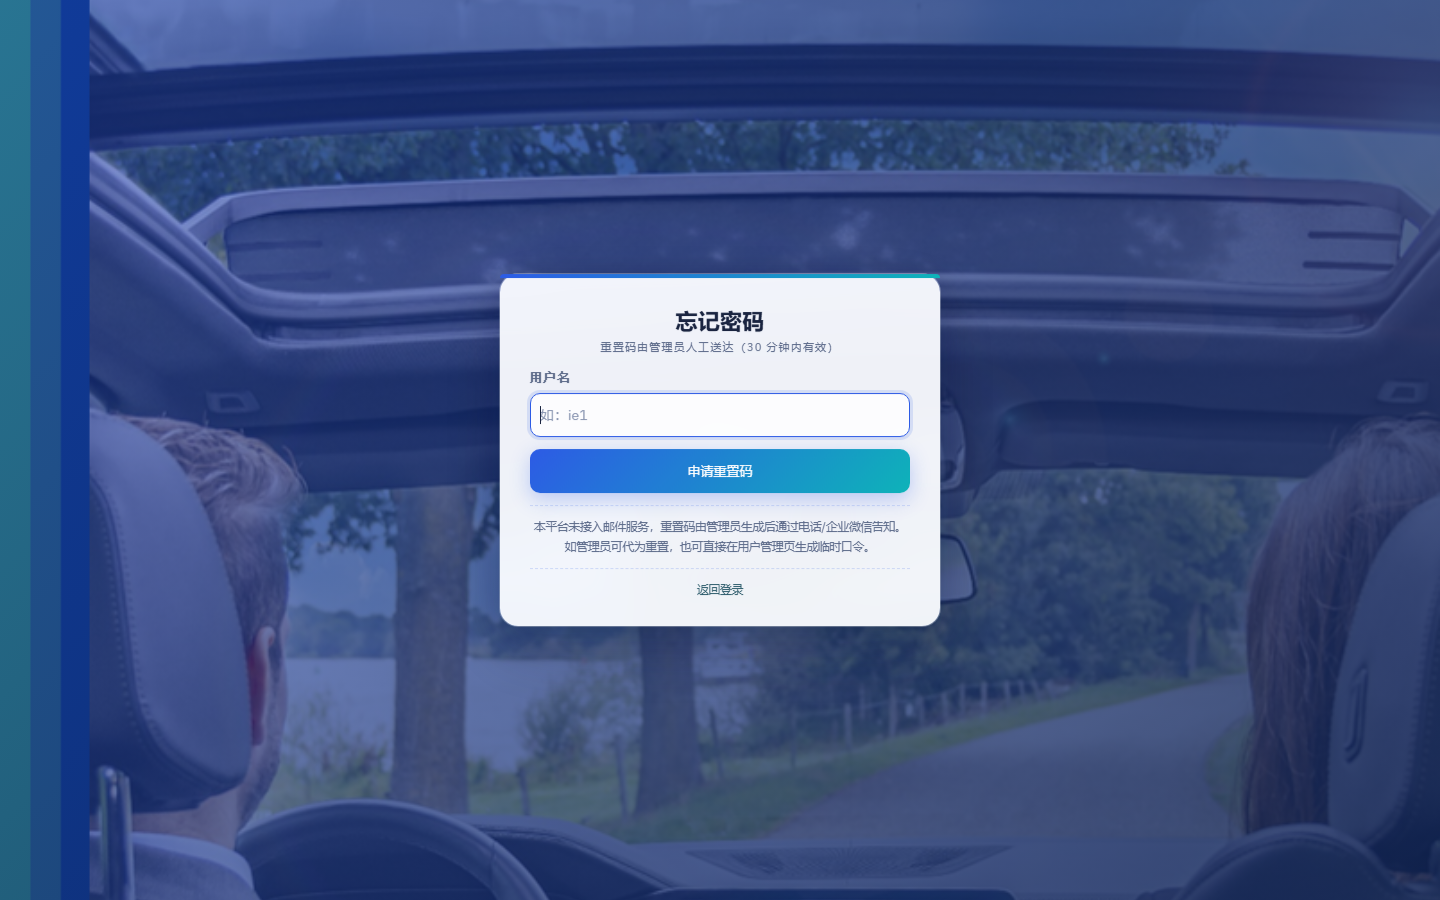 忘记密码
重置码由管理员人工送达（30 分钟内有效）
用户名
如：ie1
申请重置码
本平台未接入邮件服务，重置码由管理员生成后通过电话/企业微信告知。
如管理员可代为重置，也可直接在用户管理页生成临时口令。
返回登录